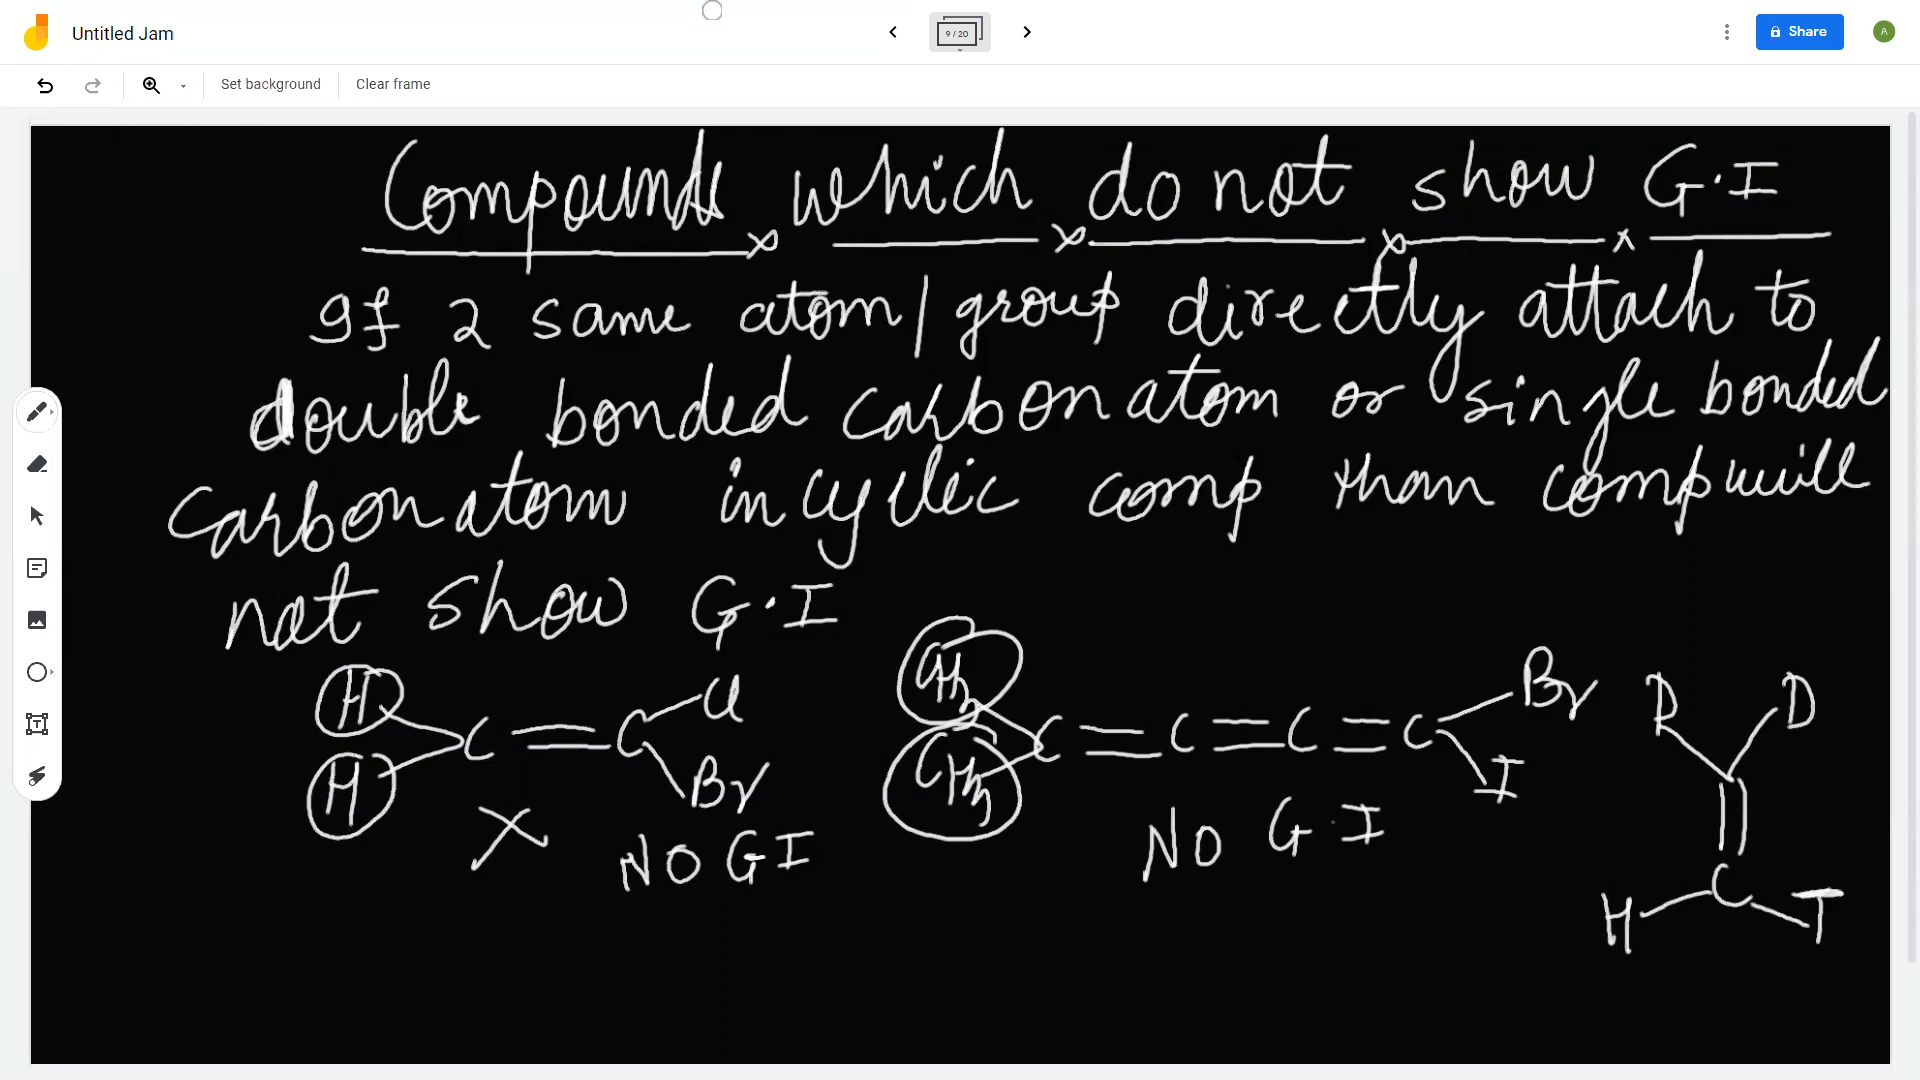 Untitled Jam
9 / 20
Share
A
Set background
Clear frame
Compounds which do not show G.I
If 2 same atom/group directly attach to
double bonded carbon atom or single bonded
carbon atom in cyclic comp than comp will
not show G.I
H
H
C = C
Cl
Br
X
NO GI
CH3
CH3
C = C = C = C
Br
I
NO G I
R D
H C T